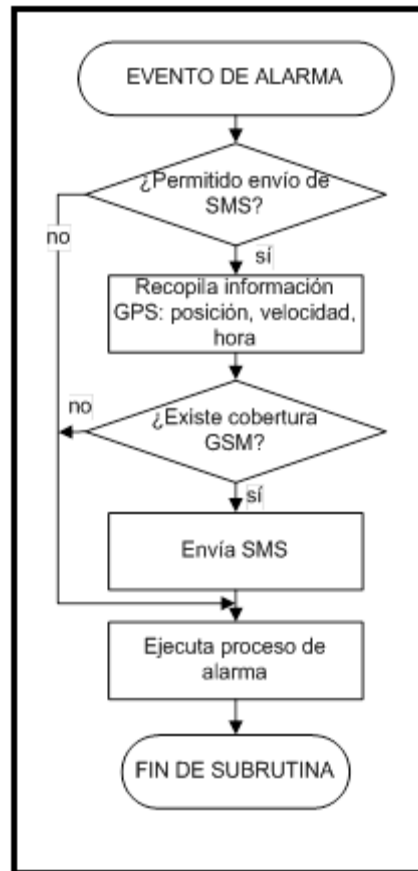 EVENTO DE ALARMA
¿Permitido envío de
SMS?
no
sí
Recopila información
GPS: posición, velocidad,
hora
no
¿Existe cobertura
GSM?
sí
Envía SMS
Ejecuta proceso de
alarma
FIN DE SUBRUTINA